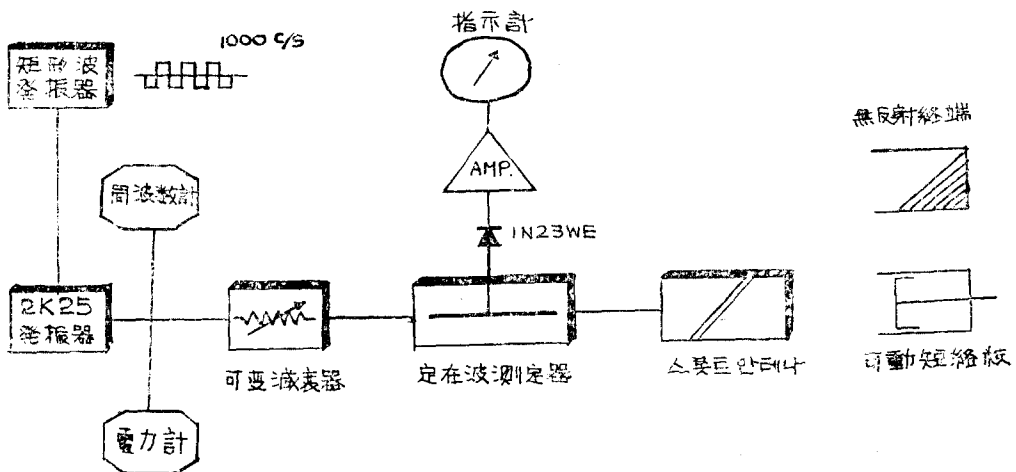 指示計
1000 C/S
矩形波
発振器
無反射終端
AMP.
周波数計
1N23WE
2K25
発振器
可変減衰器
定在波測定器
스롯트 안테나
可動短絡板
電力計